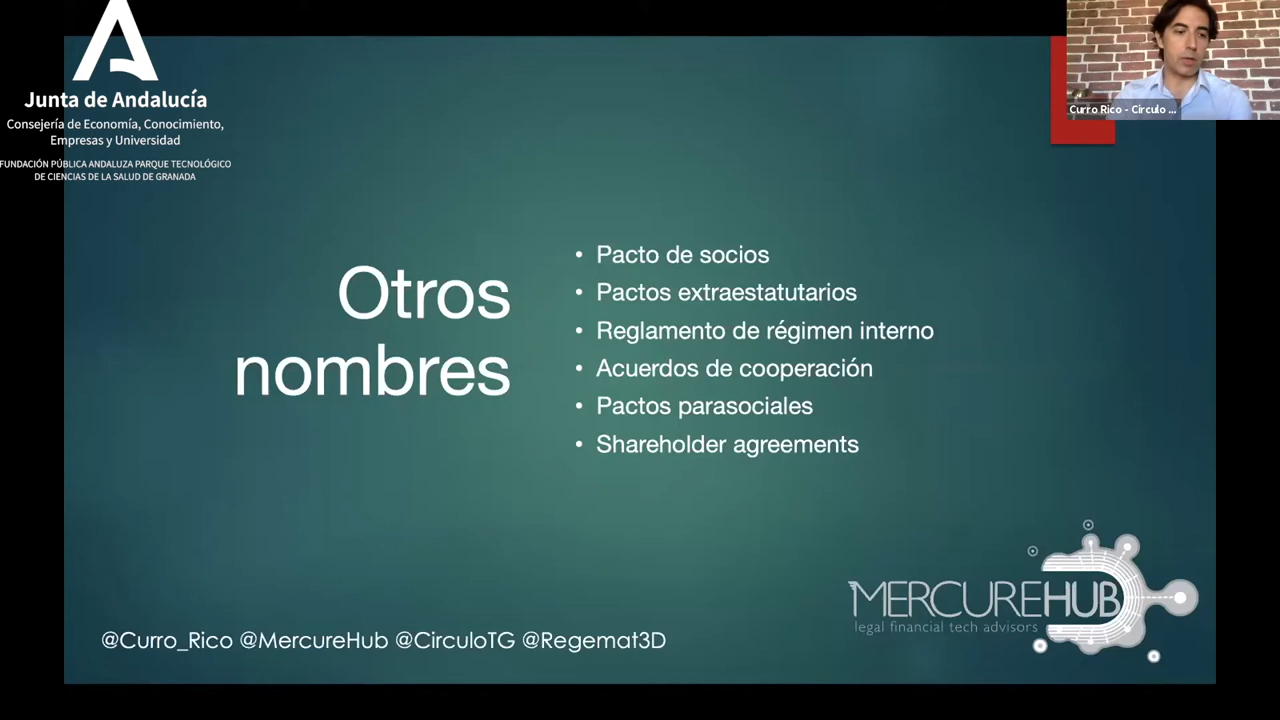 Junta de Andalucía
Consejería de Economía, Conocimiento,
Empresas y Universidad
FUNDACIÓN PÚBLICA ANDALUZA PARQUE TECNOLÓGICO
DE CIENCIAS DE LA SALUD DE GRANADA
Curro Rico - Circulo ...
Otros
nombres
• Pacto de socios
• Pactos extraestatutarios
• Reglamento de régimen interno
• Acuerdos de cooperación
• Pactos parasociales
• Shareholder agreements
MERCUREHUB
legal financial tech advisors
@Curro_Rico @MercureHub @CirculoTG @Regemat3D